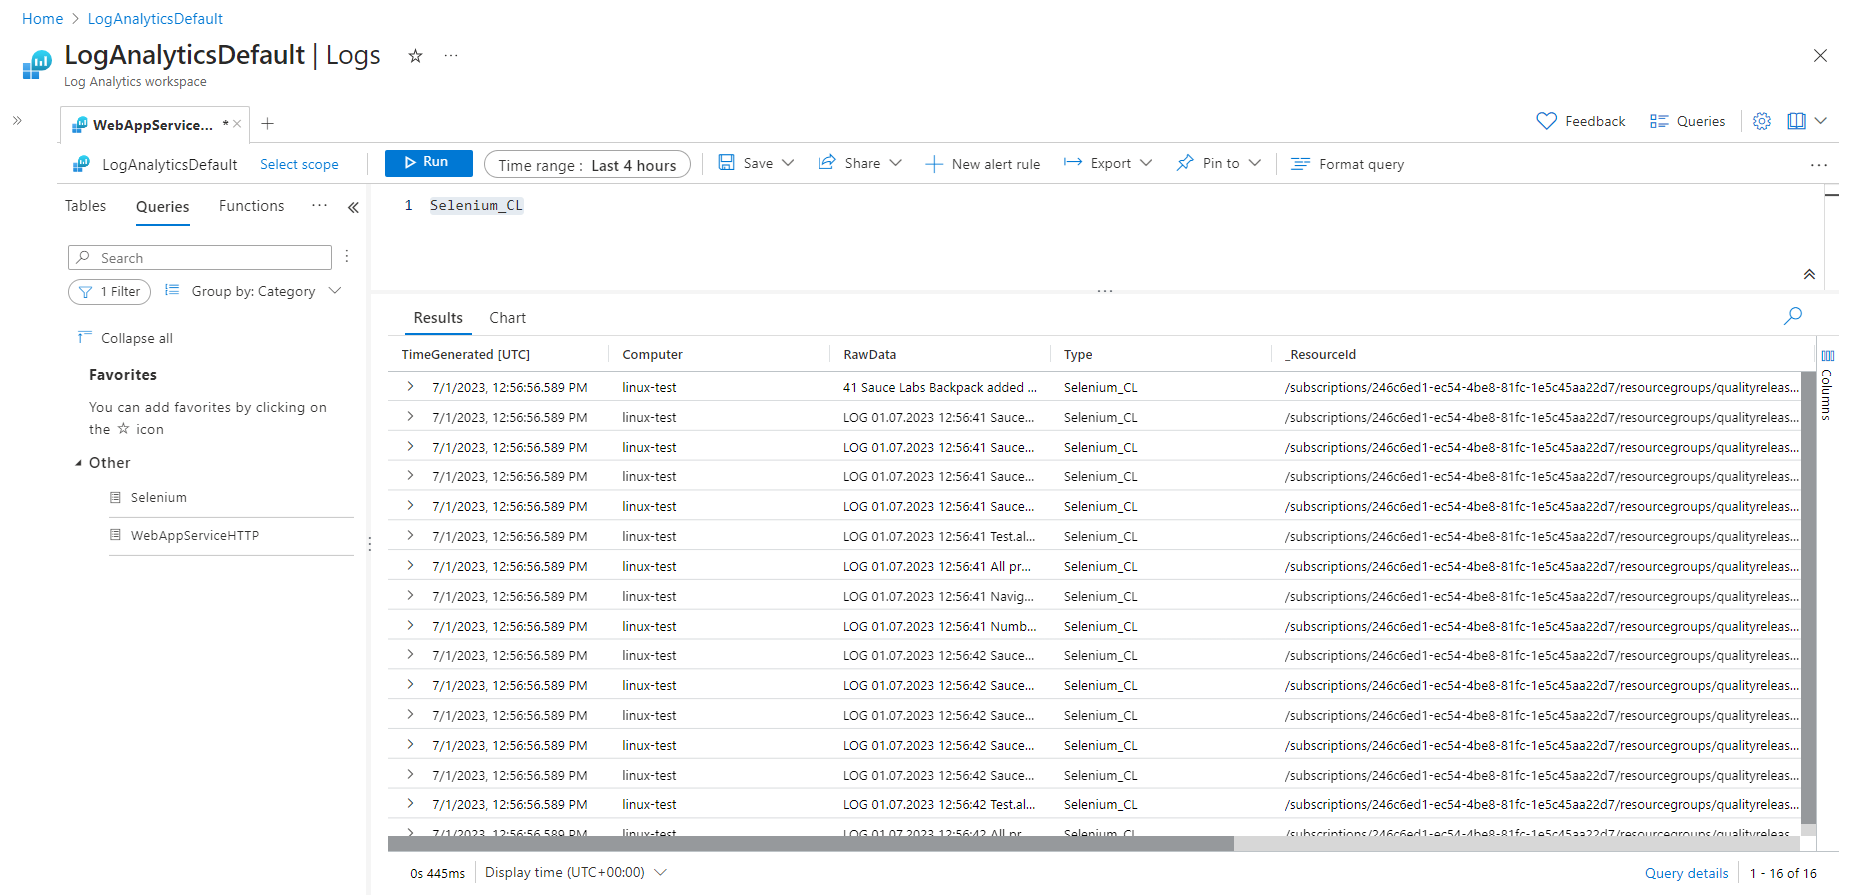 Home > LogAnalyticsDefault
LogAnalyticsDefault | Logs ☆ ...
Log Analytics workspace
WebAppService... * × +
Feedback Queries
LogAnalyticsDefault Select scope Run Time range : Last 4 hours Save Share New alert rule Export Pin to Format query ...
Tables Queries Functions ... «
1 Selenium_CL
Search
1 Filter Group by: Category
Collapse all
Favorites
You can add favorites by clicking on
the ☆ icon
Other
Selenium
WebAppServiceHTTP
Results Chart
TimeGenerated [UTC] Computer RawData Type _ResourceId
7/1/2023, 12:56:56.589 PM linux-test 41 Sauce Labs Backpack added ... Selenium_CL /subscriptions/246c6ed1-ec54-4be8-81fc-1e5c45aa22d7/resourcegroups/qualityreleas...
7/1/2023, 12:56:56.589 PM linux-test LOG 01.07.2023 12:56:41 Sauce... Selenium_CL /subscriptions/246c6ed1-ec54-4be8-81fc-1e5c45aa22d7/resourcegroups/qualityreleas...
7/1/2023, 12:56:56.589 PM linux-test LOG 01.07.2023 12:56:41 Sauce... Selenium_CL /subscriptions/246c6ed1-ec54-4be8-81fc-1e5c45aa22d7/resourcegroups/qualityreleas...
7/1/2023, 12:56:56.589 PM linux-test LOG 01.07.2023 12:56:41 Sauce... Selenium_CL /subscriptions/246c6ed1-ec54-4be8-81fc-1e5c45aa22d7/resourcegroups/qualityreleas...
7/1/2023, 12:56:56.589 PM linux-test LOG 01.07.2023 12:56:41 Sauce... Selenium_CL /subscriptions/246c6ed1-ec54-4be8-81fc-1e5c45aa22d7/resourcegroups/qualityreleas...
7/1/2023, 12:56:56.589 PM linux-test LOG 01.07.2023 12:56:41 Test.al... Selenium_CL /subscriptions/246c6ed1-ec54-4be8-81fc-1e5c45aa22d7/resourcegroups/qualityreleas...
7/1/2023, 12:56:56.589 PM linux-test LOG 01.07.2023 12:56:41 All pr... Selenium_CL /subscriptions/246c6ed1-ec54-4be8-81fc-1e5c45aa22d7/resourcegroups/qualityreleas...
7/1/2023, 12:56:56.589 PM linux-test LOG 01.07.2023 12:56:41 Navig... Selenium_CL /subscriptions/246c6ed1-ec54-4be8-81fc-1e5c45aa22d7/resourcegroups/qualityreleas...
7/1/2023, 12:56:56.589 PM linux-test LOG 01.07.2023 12:56:41 Numb... Selenium_CL /subscriptions/246c6ed1-ec54-4be8-81fc-1e5c45aa22d7/resourcegroups/qualityreleas...
7/1/2023, 12:56:56.589 PM linux-test LOG 01.07.2023 12:56:42 Sauce... Selenium_CL /subscriptions/246c6ed1-ec54-4be8-81fc-1e5c45aa22d7/resourcegroups/qualityreleas...
7/1/2023, 12:56:56.589 PM linux-test LOG 01.07.2023 12:56:42 Sauce... Selenium_CL /subscriptions/246c6ed1-ec54-4be8-81fc-1e5c45aa22d7/resourcegroups/qualityreleas...
7/1/2023, 12:56:56.589 PM linux-test LOG 01.07.2023 12:56:42 Sauce... Selenium_CL /subscriptions/246c6ed1-ec54-4be8-81fc-1e5c45aa22d7/resourcegroups/qualityreleas...
7/1/2023, 12:56:56.589 PM linux-test LOG 01.07.2023 12:56:42 Sauce... Selenium_CL /subscriptions/246c6ed1-ec54-4be8-81fc-1e5c45aa22d7/resourcegroups/qualityreleas...
7/1/2023, 12:56:56.589 PM linux-test LOG 01.07.2023 12:56:42 Sauce... Selenium_CL /subscriptions/246c6ed1-ec54-4be8-81fc-1e5c45aa22d7/resourcegroups/qualityreleas...
7/1/2023, 12:56:56.589 PM linux-test LOG 01.07.2023 12:56:42 Test.al... Selenium_CL /subscriptions/246c6ed1-ec54-4be8-81fc-1e5c45aa22d7/resourcegroups/qualityreleas...
7/1/2023, 12:56:56.589 PM linux-test LOG 01.07.2023 12:56:42 All pr... Selenium_CL /subscriptions/246c6ed1-ec54-4be8-81fc-1e5c45aa22d7/resourcegroups/qualityreleas...
Columns
0s 445ms Display time (UTC+00:00) Query details 1 - 16 of 16